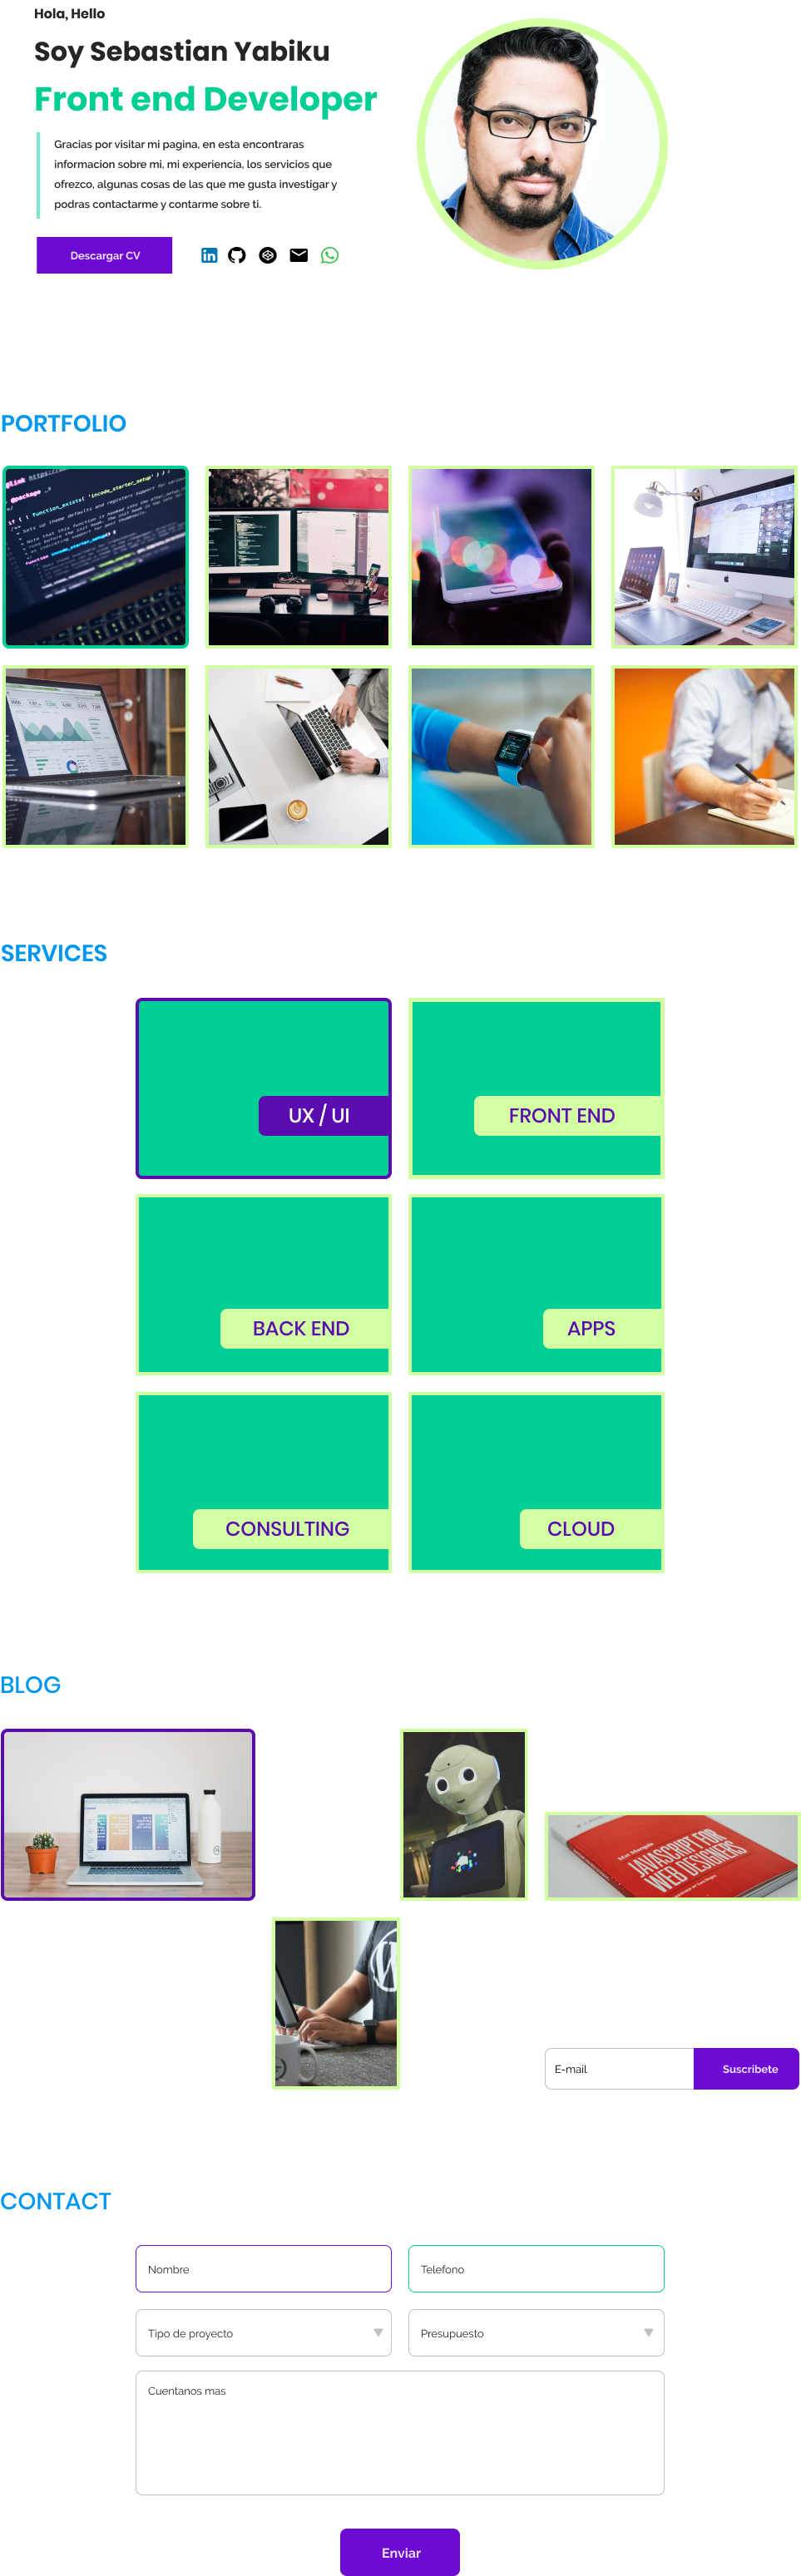 Hola, Hello
Soy Sebastian Yabiku
Front end Developer
Gracias por visitar mi pagina, en esta encontraras
informacion sobre mi, mi experiencia, los servicios que
ofrezco, algunas cosas de las que me gusta investigar y
podras contactarme y contarme sobre ti.
Descargar CV
PORTFOLIO
function_exists( 'incode_starter_setup'
SERVICES
UX / UI
FRONT END
BACK END
APPS
CONSULTING
CLOUD
BLOG
JAVASCRIPT FOR
WEB DESIGNERS
E-mail
Suscribete
CONTACT
Nombre
Telefono
Tipo de proyecto
Presupuesto
Cuentanos mas
Enviar